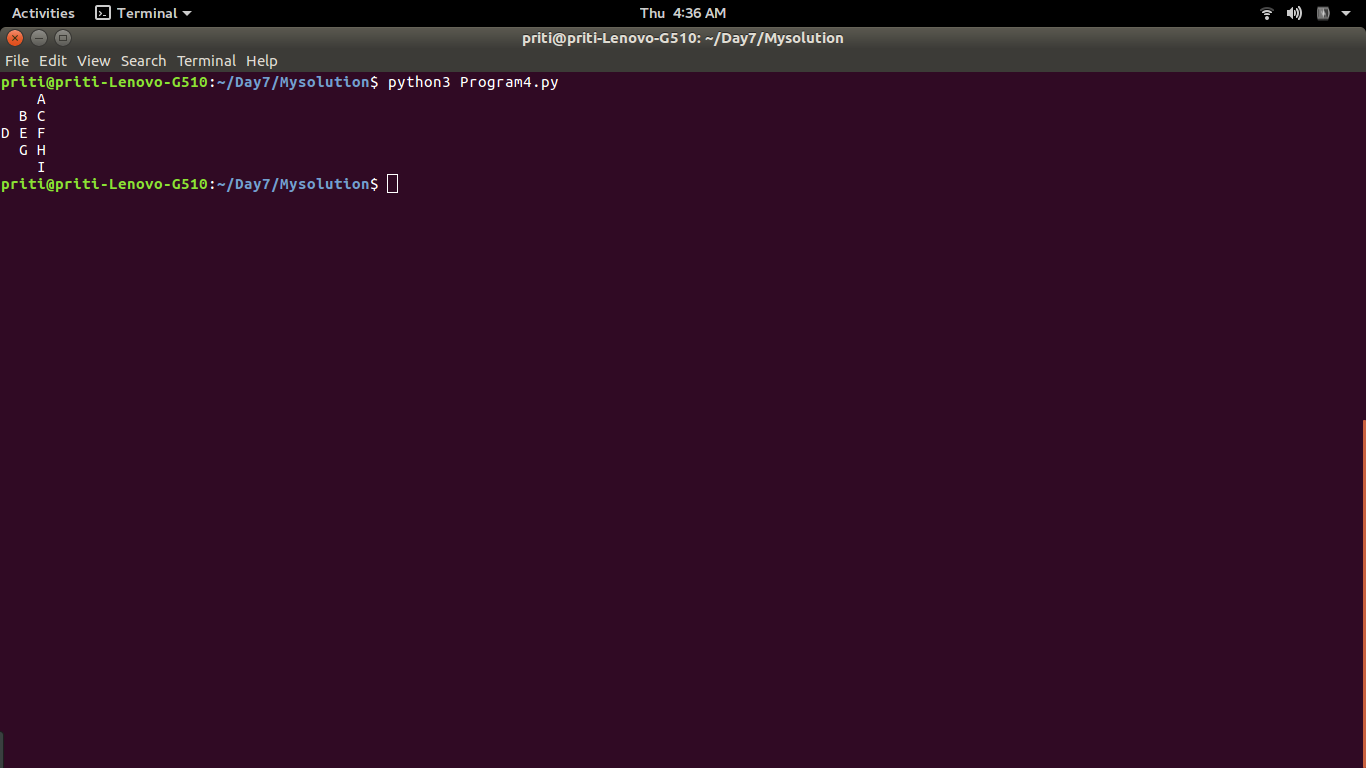 Activities Terminal Thu 4:36 AM
priti@priti-Lenovo-G510: ~/Day7/Mysolution
File Edit View Search Terminal Help
priti@priti-Lenovo-G510:~/Day7/Mysolution$ python3 Program4.py
    A
  B C
D E F
  G H
    I
priti@priti-Lenovo-G510:~/Day7/Mysolution$